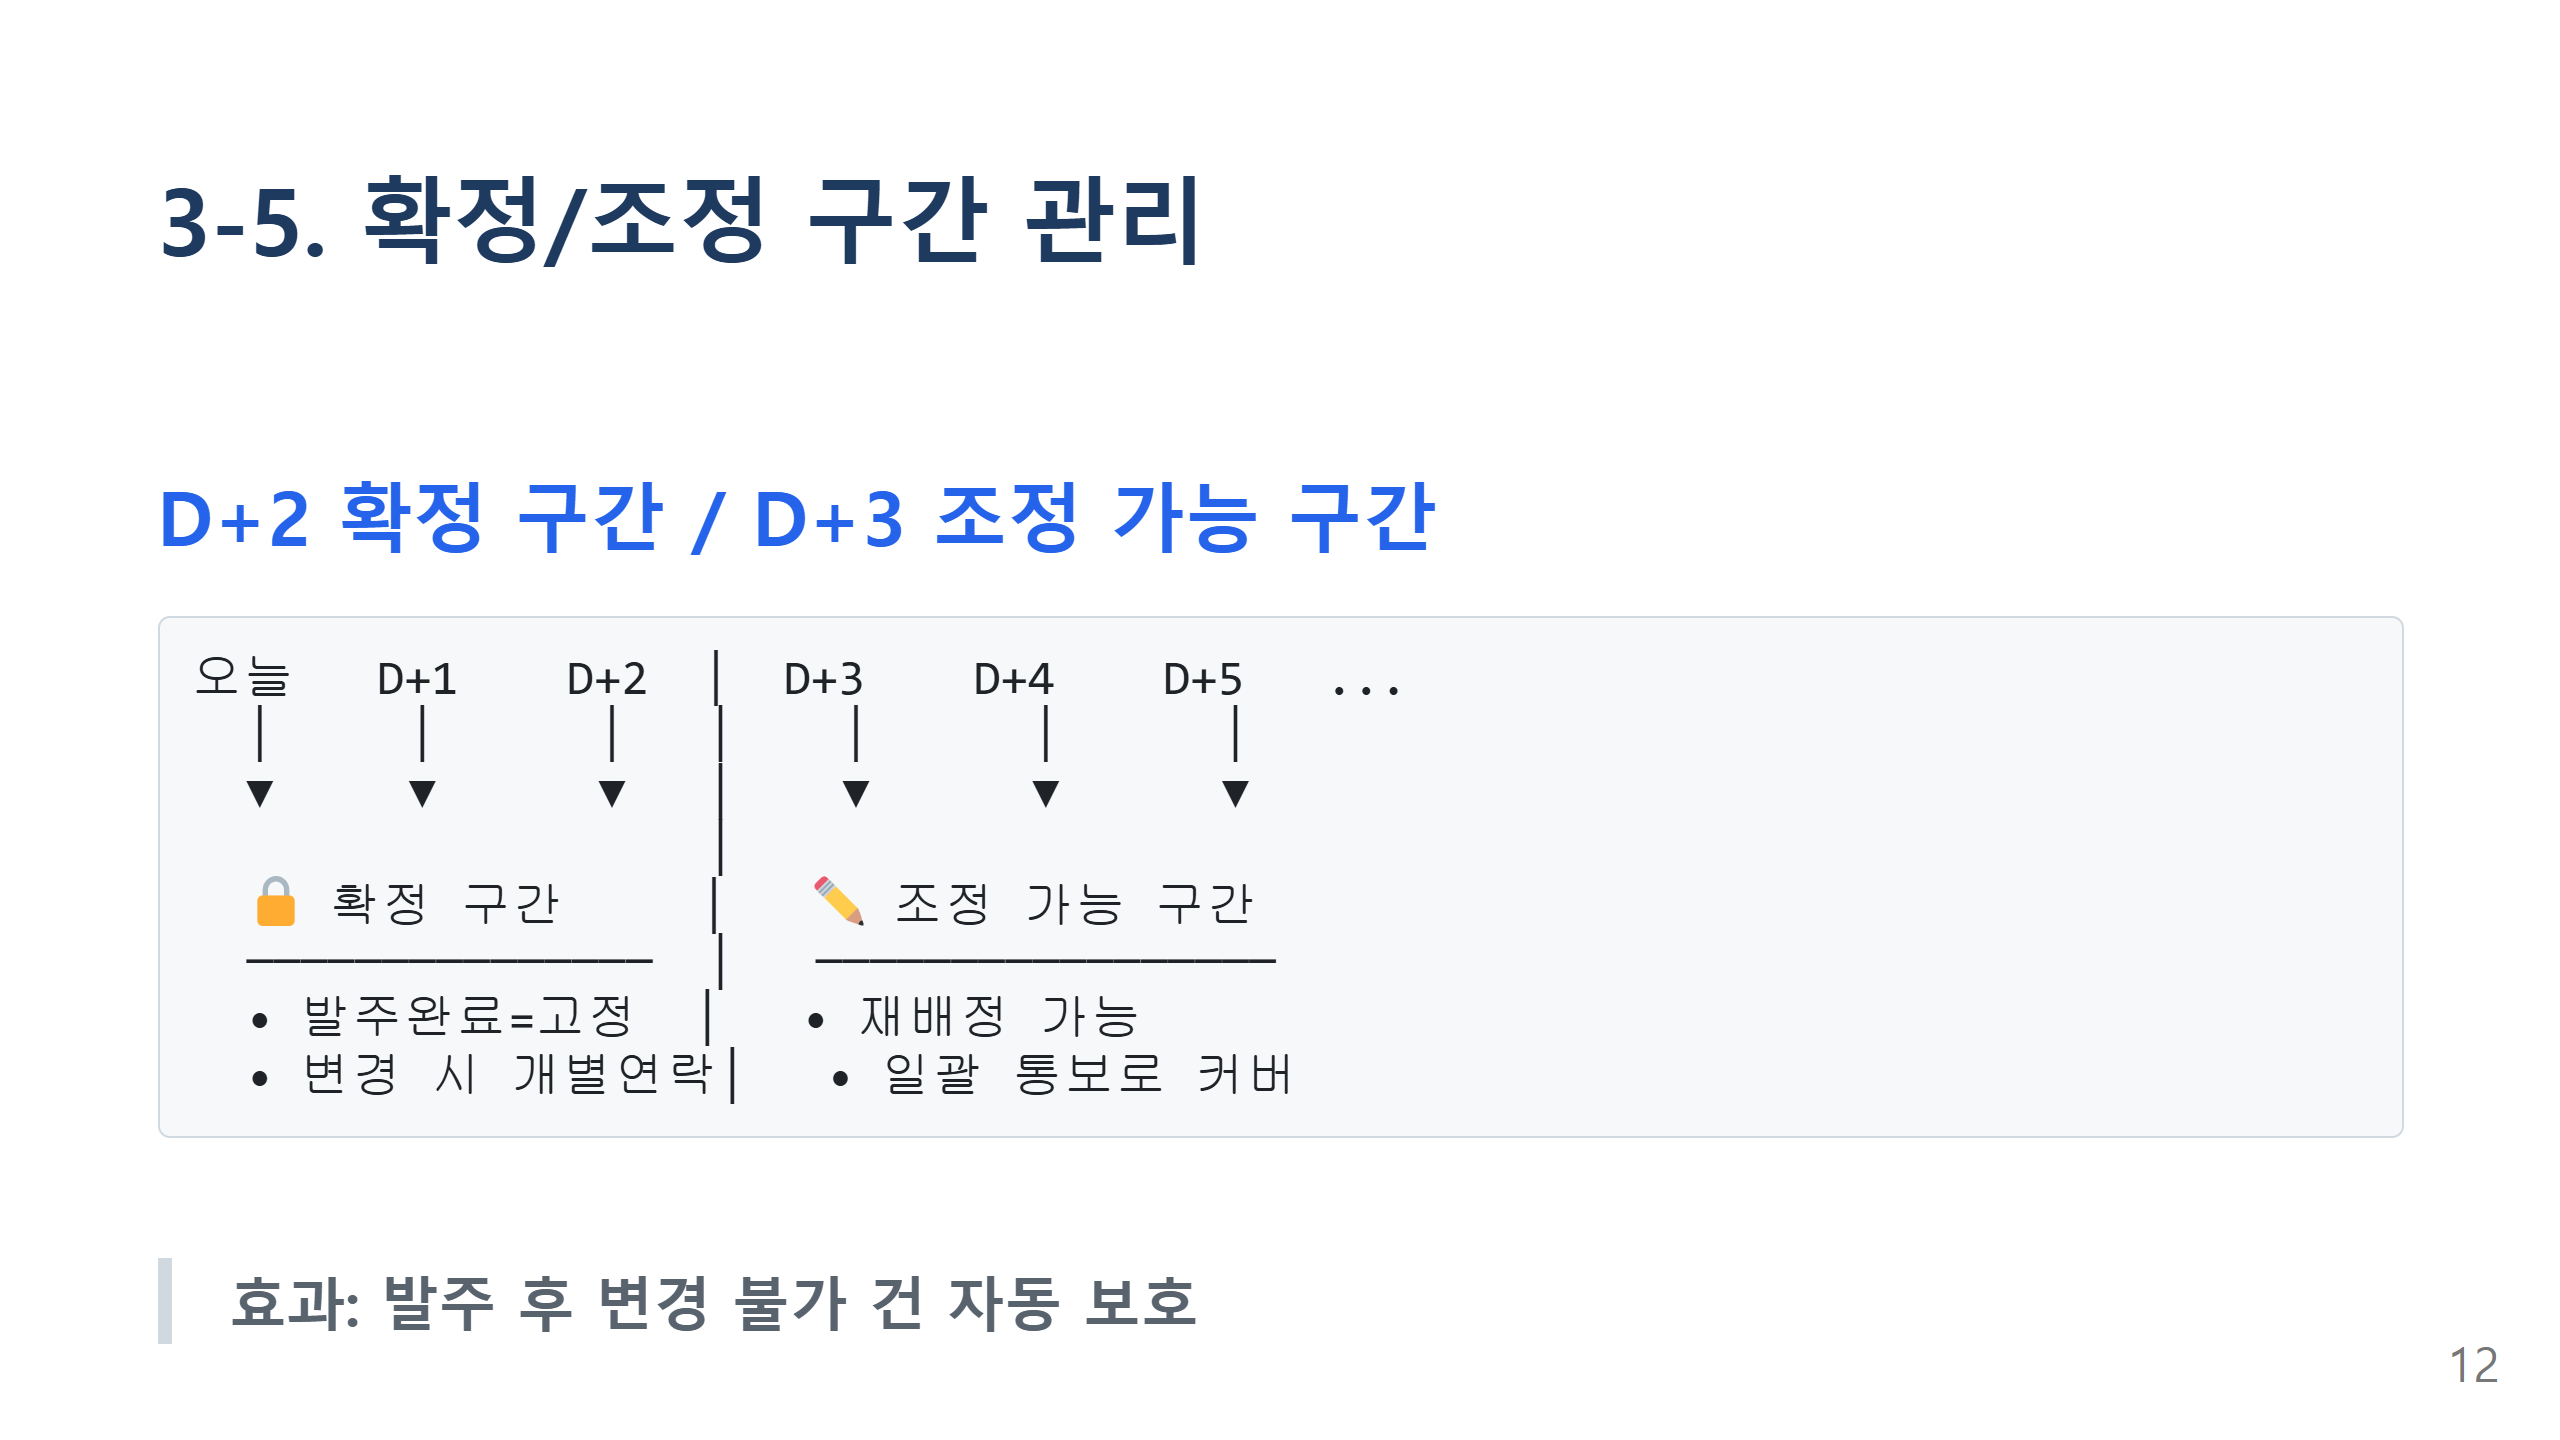 3-5. 확정/조정 구간 관리
D+2 확정 구간 / D+3 조정 가능 구간
오늘 D+1 D+2 │ D+3 D+4 D+5 ...
│ │ │ │ │ │ │
▼ ▼ ▼ │ ▼ ▼ ▼
│
🔒 확정 구간 │ ✏️ 조정 가능 구간
─────────────── │ ─────────────────
• 발주완료=고정 │ • 재배정 가능
• 변경 시 개별연락│ • 일괄 통보로 커버
효과: 발주 후 변경 불가 건 자동 보호
12